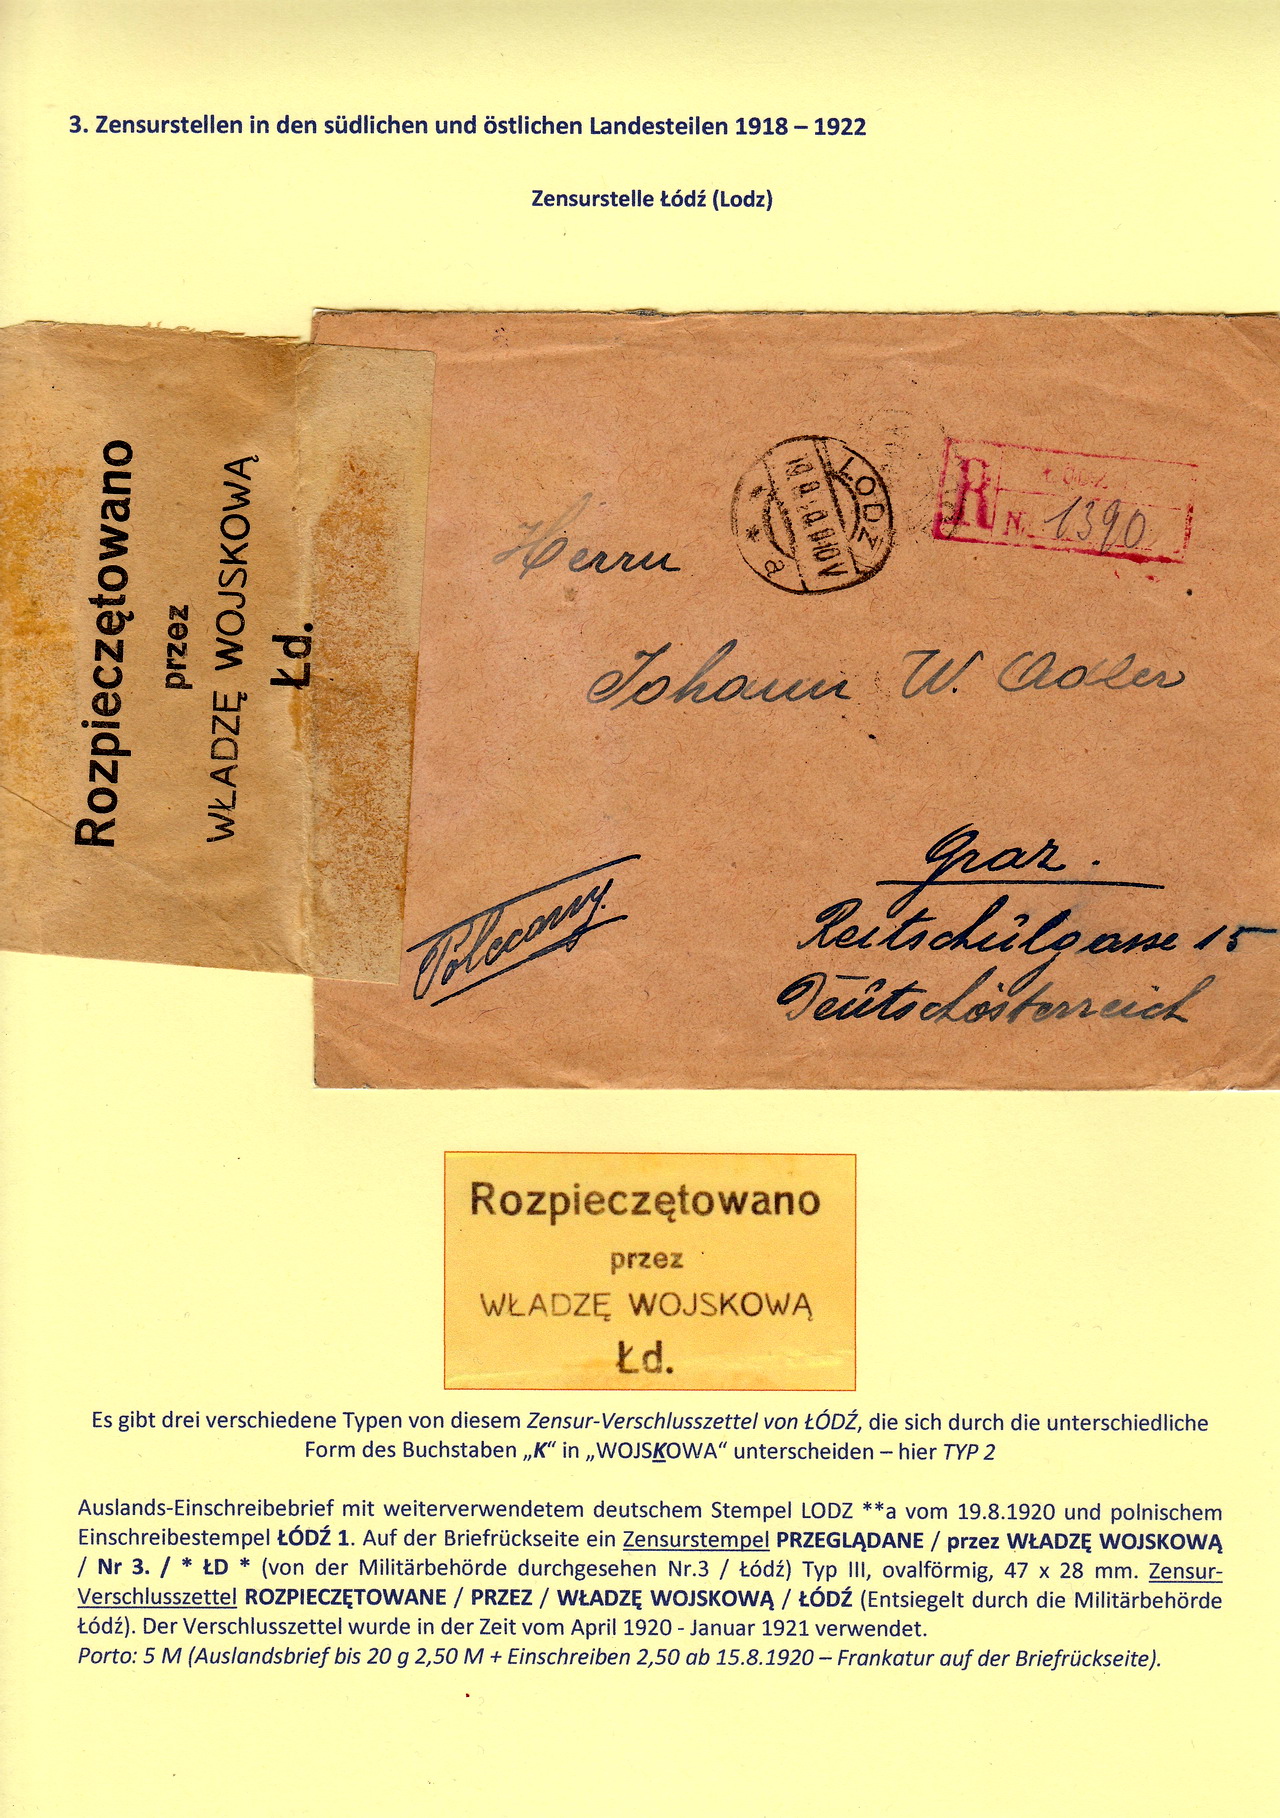 3. Zensurstellen in den südlichen und östlichen Landesteilen 1918 – 1922
Zensurstelle Łódź (Lodz)
Rozpieczętowano
przez
WŁADZĘ WOJSKOWĄ
Łd.
LODZ
a
R
ŁÓDŹ
N. 1390
Herrn
Johann W. Adler
Graz.
Reitschûlgasse 15
Deûtschösterreich
Polecony.
Rozpieczętowano
przez
WŁADZĘ WOJSKOWĄ
Łd.
Es gibt drei verschiedene Typen von diesem Zensur-Verschlusszettel von ŁÓDŹ, die sich durch die unterschiedliche
Form des Buchstaben „K“ in „WOJSKOWA“ unterscheiden – hier TYP 2
Auslands-Einschreibebrief mit weiterverwendetem deutschem Stempel LODZ **a vom 19.8.1920 und polnischem
Einschreibestempel ŁÓDŹ 1. Auf der Briefrückseite ein Zensurstempel PRZEGLĄDANE / przez WŁADZĘ WOJSKOWĄ
/ Nr 3. / * ŁD * (von der Militärbehörde durchgesehen Nr.3 / Łódź) Typ III, ovalförmig, 47 x 28 mm. Zensur-
Verschlusszettel ROZPIECZĘTOWANE / PRZEZ / WŁADZĘ WOJSKOWĄ / ŁÓDŹ (Entsiegelt durch die Militärbehörde
Łódź). Der Verschlusszettel wurde in der Zeit vom April 1920 - Januar 1921 verwendet.
Porto: 5 M (Auslandsbrief bis 20 g 2,50 M + Einschreiben 2,50 ab 15.8.1920 – Frankatur auf der Briefrückseite).